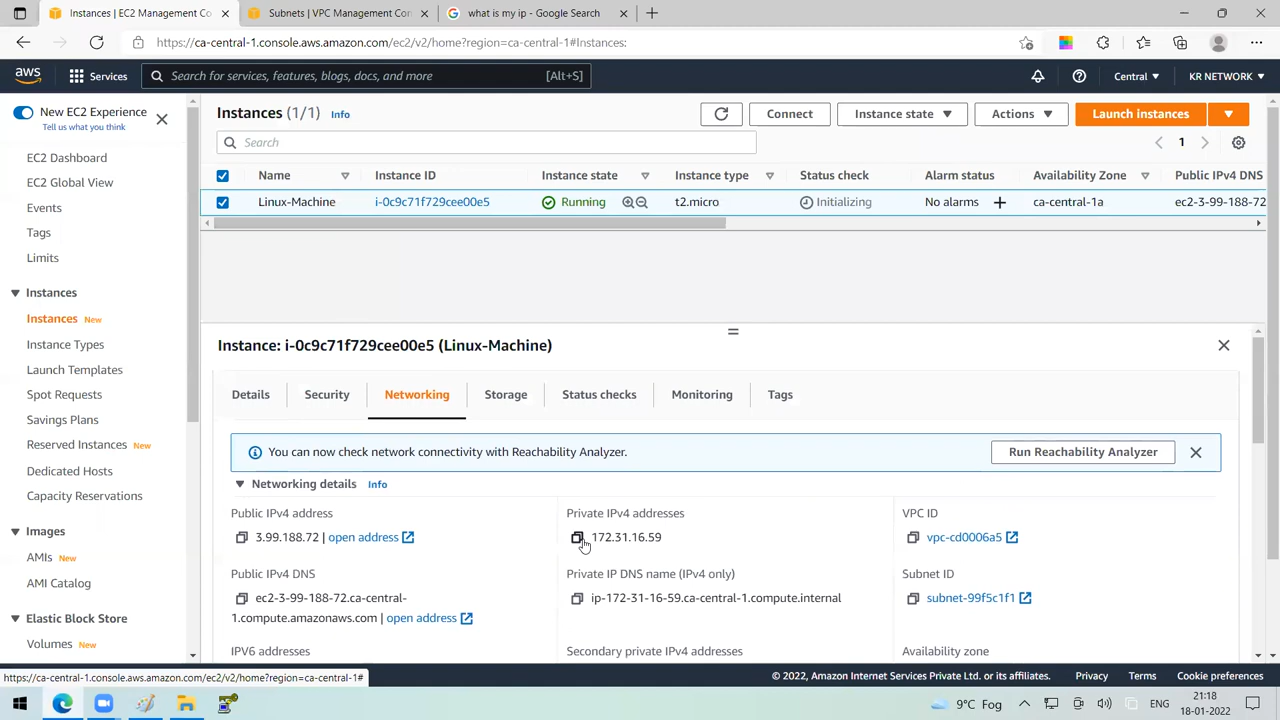 Instances | EC2 Management Co
Subnets | VPC Management Con
what is my ip - Google Search
https://ca-central-1.console.aws.amazon.com/ec2/v2/home?region=ca-central-1#Instances:
aws
Services
Search for services, features, blogs, docs, and more
[Alt+S]
Central
KR NETWORK
New EC2 Experience
Tell us what you think
EC2 Dashboard
EC2 Global View
Events
Tags
Limits
Instances
Instances New
Instance Types
Launch Templates
Spot Requests
Savings Plans
Reserved Instances New
Dedicated Hosts
Capacity Reservations
Images
AMIs New
AMI Catalog
Elastic Block Store
Volumes New
Instances (1/1) Info
Connect
Instance state
Actions
Launch instances
Search
1
Name Instance ID Instance state Instance type Status check Alarm status Availability Zone Public IPv4 DNS
Linux-Machine i-0c9c71f729cee00e5 Running t2.micro Initializing No alarms + ca-central-1a ec2-3-99-188-72
Instance: i-0c9c71f729cee00e5 (Linux-Machine)
Details Security Networking Storage Status checks Monitoring Tags
You can now check network connectivity with Reachability Analyzer.
Run Reachability Analyzer
Networking details Info
Public IPv4 address
3.99.188.72 | open address
Private IPv4 addresses
172.31.16.59
VPC ID
vpc-cd0006a5
Public IPv4 DNS
ec2-3-99-188-72.ca-central-
1.compute.amazonaws.com | open address
Private IP DNS name (IPv4 only)
ip-172-31-16-59.ca-central-1.compute.internal
Subnet ID
subnet-99f5c1f1
IPV6 addresses
Secondary private IPv4 addresses
Availability zone
https://ca-central-1.console.aws.amazon.com/ec2/v2/home?region=ca-central-1#
© 2022, Amazon Internet Services Private Ltd. or its affiliates.
Privacy Terms Cookie preferences
9°C Fog
ENG
21:18
18-01-2022